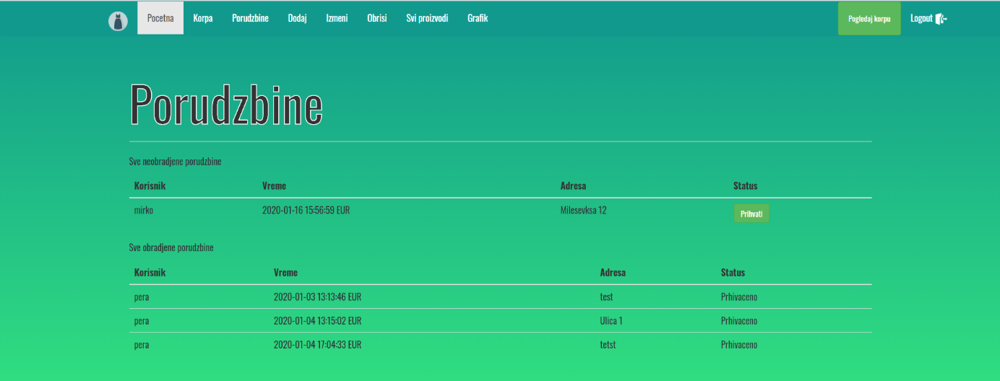 Pocetna Korpa Porudzbine Dodaj Izmeni Obrisi Svi proizvodi Grafik Pogledaj korpu Logout
Porudzbine
Sve neobradjene porudzbine
Korisnik Vreme Adresa Status
mirko 2020-01-16 15:56:59 EUR Milesevksa 12 Prihvati
Sve obradjene porudzbine
Korisnik Vreme Adresa Status
pera 2020-01-03 13:13:46 EUR test Prhivaceno
pera 2020-01-04 13:15:02 EUR Ulica 1 Prhivaceno
pera 2020-01-04 17:04:33 EUR tetst Prhivaceno